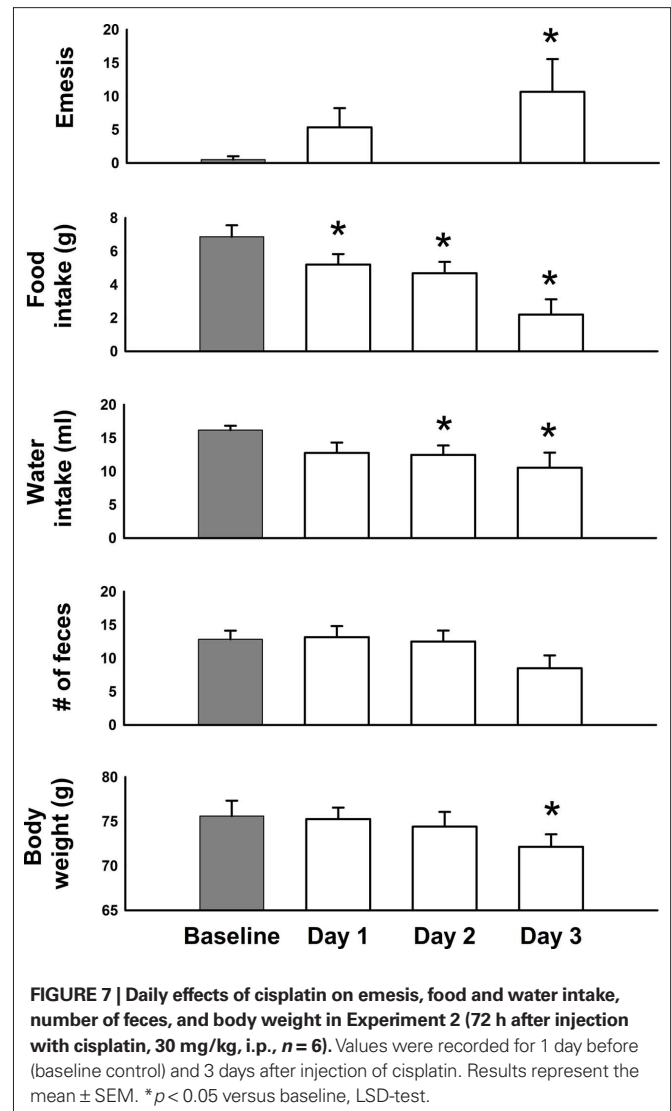 Emesis
20
15
10
5
0
*
Food
intake (g)
8
6
4
2
0
* * *
Water
intake (ml)
20
15
10
5
0
* *
# of feces
20
15
10
5
0
Body
weight (g)
80
75
70
65
*
Baseline Day 1 Day 2 Day 3
FIGURE 7 | Daily effects of cisplatin on emesis, food and water intake,
number of feces, and body weight in Experiment 2 (72 h after injection
with cisplatin, 30 mg/kg, i.p., n = 6). Values were recorded for 1 day before
(baseline control) and 3 days after injection of cisplatin. Results represent the
mean ± SEM. *p < 0.05 versus baseline, LSD-test.